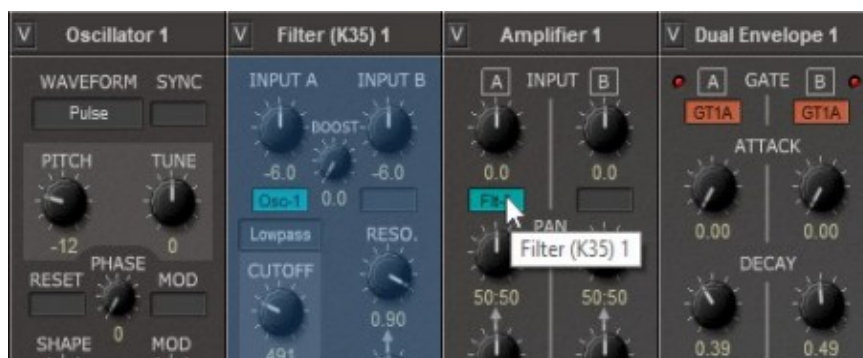 V Oscillator 1 V Filter (K35) 1 V Amplifier 1 V Dual Envelope 1
WAVEFORM SYNC INPUT A INPUT B A INPUT B A GATE B
Pulse GT1A GT1A
BOOST
ATTACK
PITCH TUNE -6.0 -6.0 0.0 0.0
Osc-1 0.0
-12 0 Lowpass RESO. PAN 0.00 0.00
Filter (K35) 1
PHASE CUTOFF DECAY
RESET MOD 50:50 50:50
0 0.90
SHAPE MOD 491 0.39 0.49